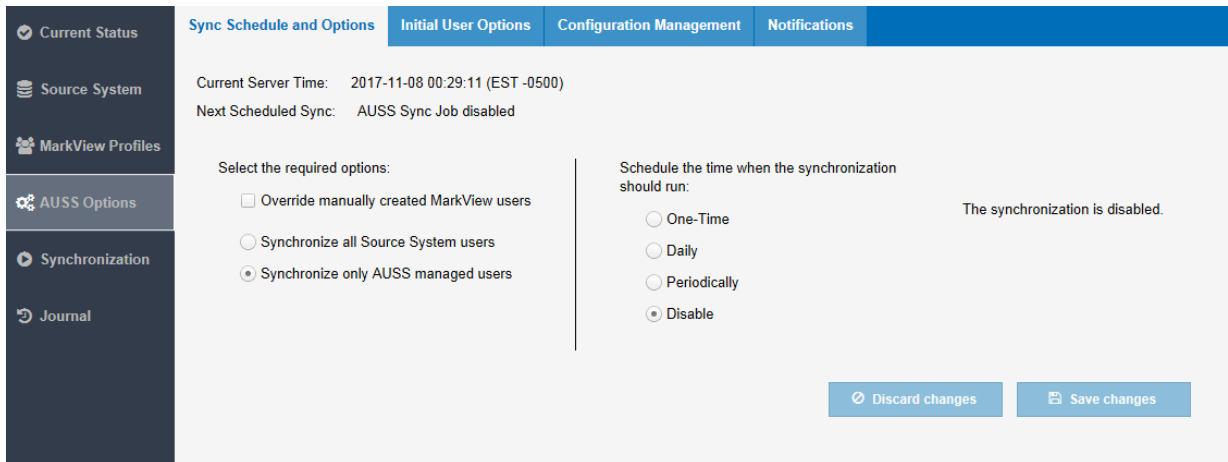 Current Status
Source System
MarkView Profiles
AUSS Options
Synchronization
Journal
Sync Schedule and Options
Initial User Options
Configuration Management
Notifications
Current Server Time: 2017-11-08 00:29:11 (EST -0500)
Next Scheduled Sync: AUSS Sync Job disabled
Select the required options:
Override manually created MarkView users
Synchronize all Source System users
Synchronize only AUSS managed users
Schedule the time when the synchronization
should run:
One-Time
Daily
Periodically
Disable
The synchronization is disabled.
Discard changes
Save changes